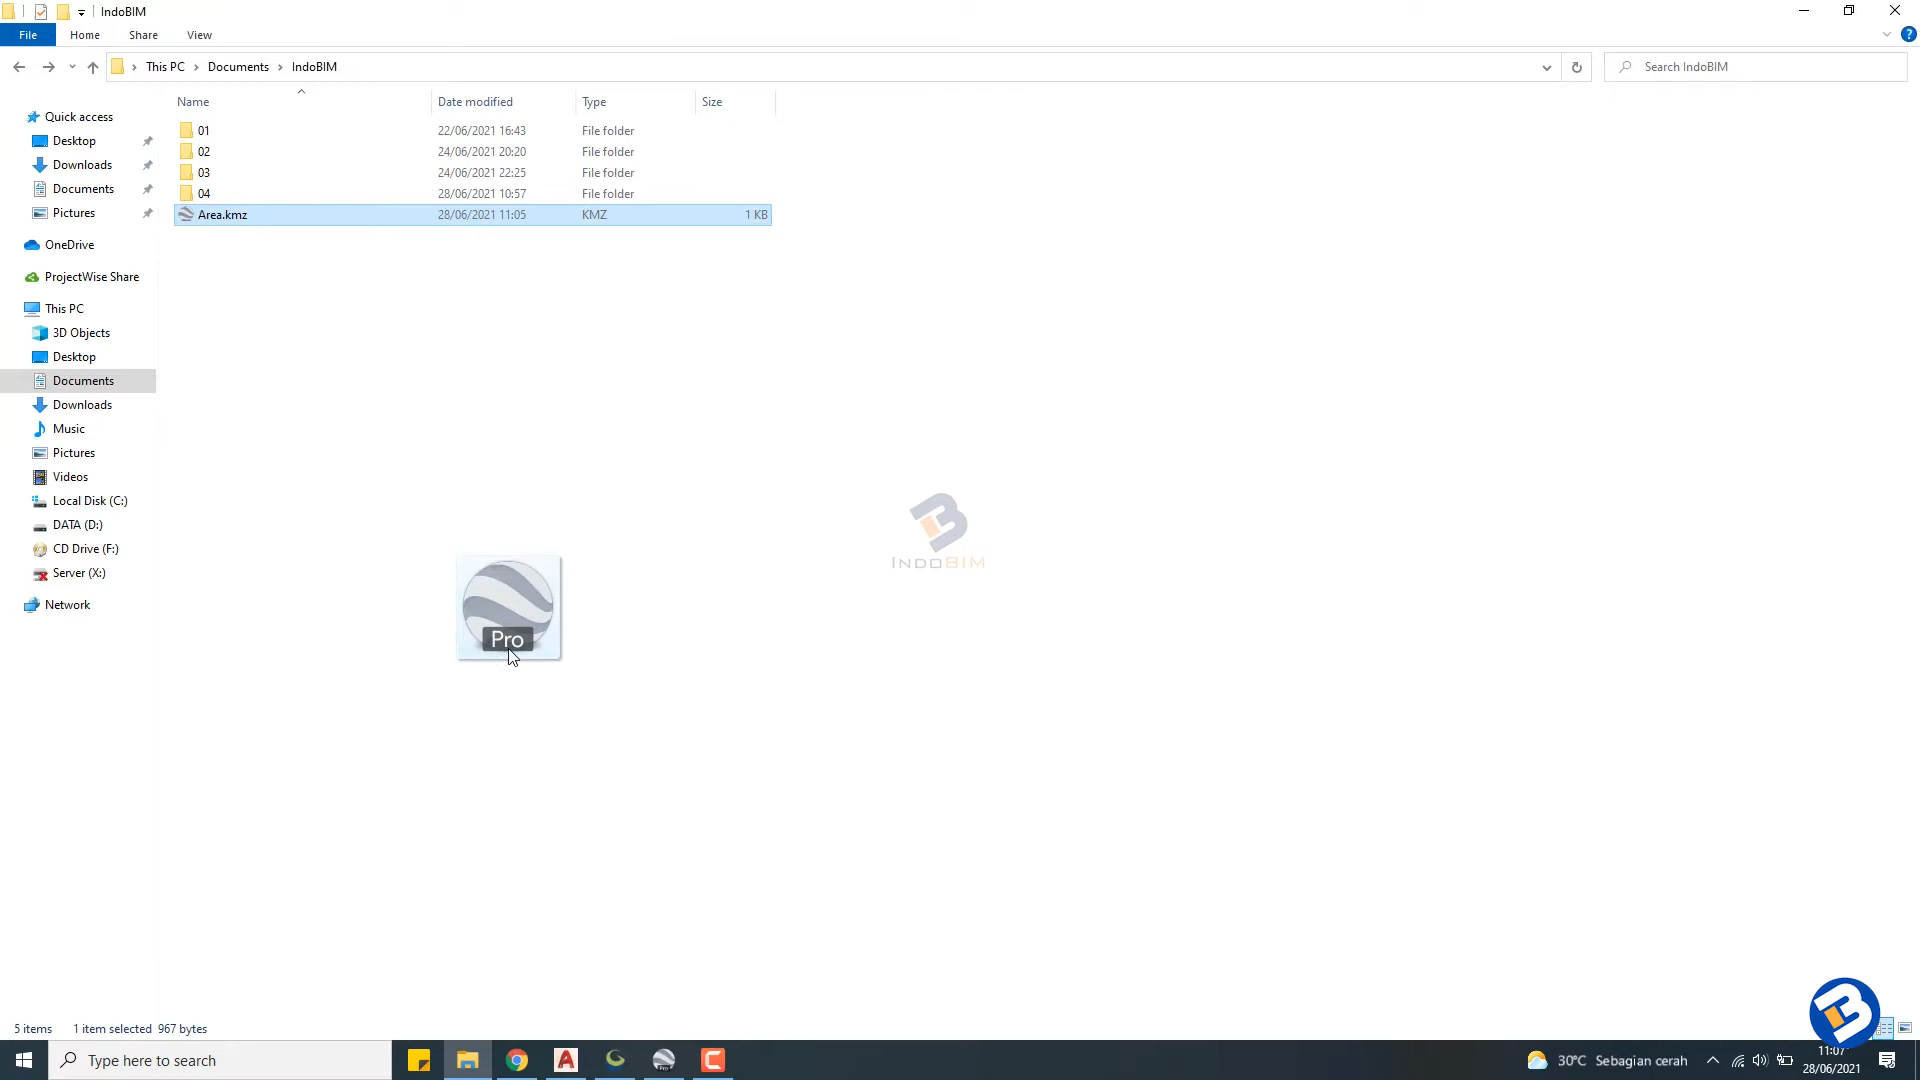 IndoBIM
File Home Share View
This PC Documents IndoBIM
Search IndoBIM
Name Date modified Type Size
01 22/06/2021 16:43 File folder
02 24/06/2021 20:20 File folder
03 24/06/2021 22:25 File folder
04 28/06/2021 10:57 File folder
Area.kmz 28/06/2021 11:05 KMZ 1 KB
Quick access
Desktop
Downloads
Documents
Pictures
OneDrive
ProjectWise Share
This PC
3D Objects
Desktop
Documents
Downloads
Music
Pictures
Videos
Local Disk (C:)
DATA (D:)
CD Drive (F:)
Server (X:)
Network
Pro
INDOBIM
5 items 1 item selected 967 bytes
Type here to search
30°C Sebagian cerah
11:07
28/06/2021